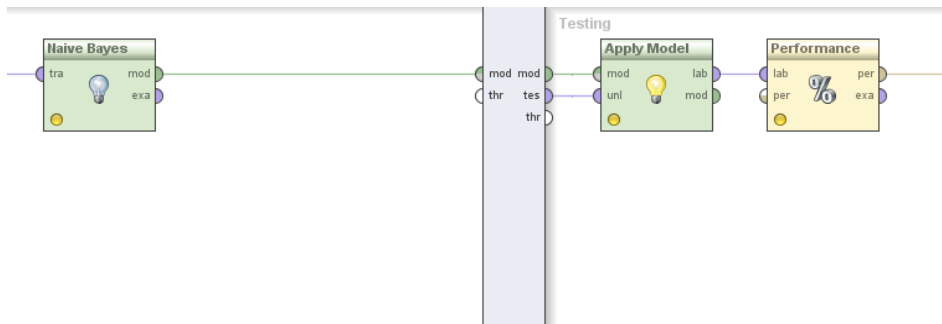 Testing
Naive Bayes
tra mod
exa
mod mod
thr tes
thr
Apply Model
mod lab
unl mod
Performance
lab per
per exa
%